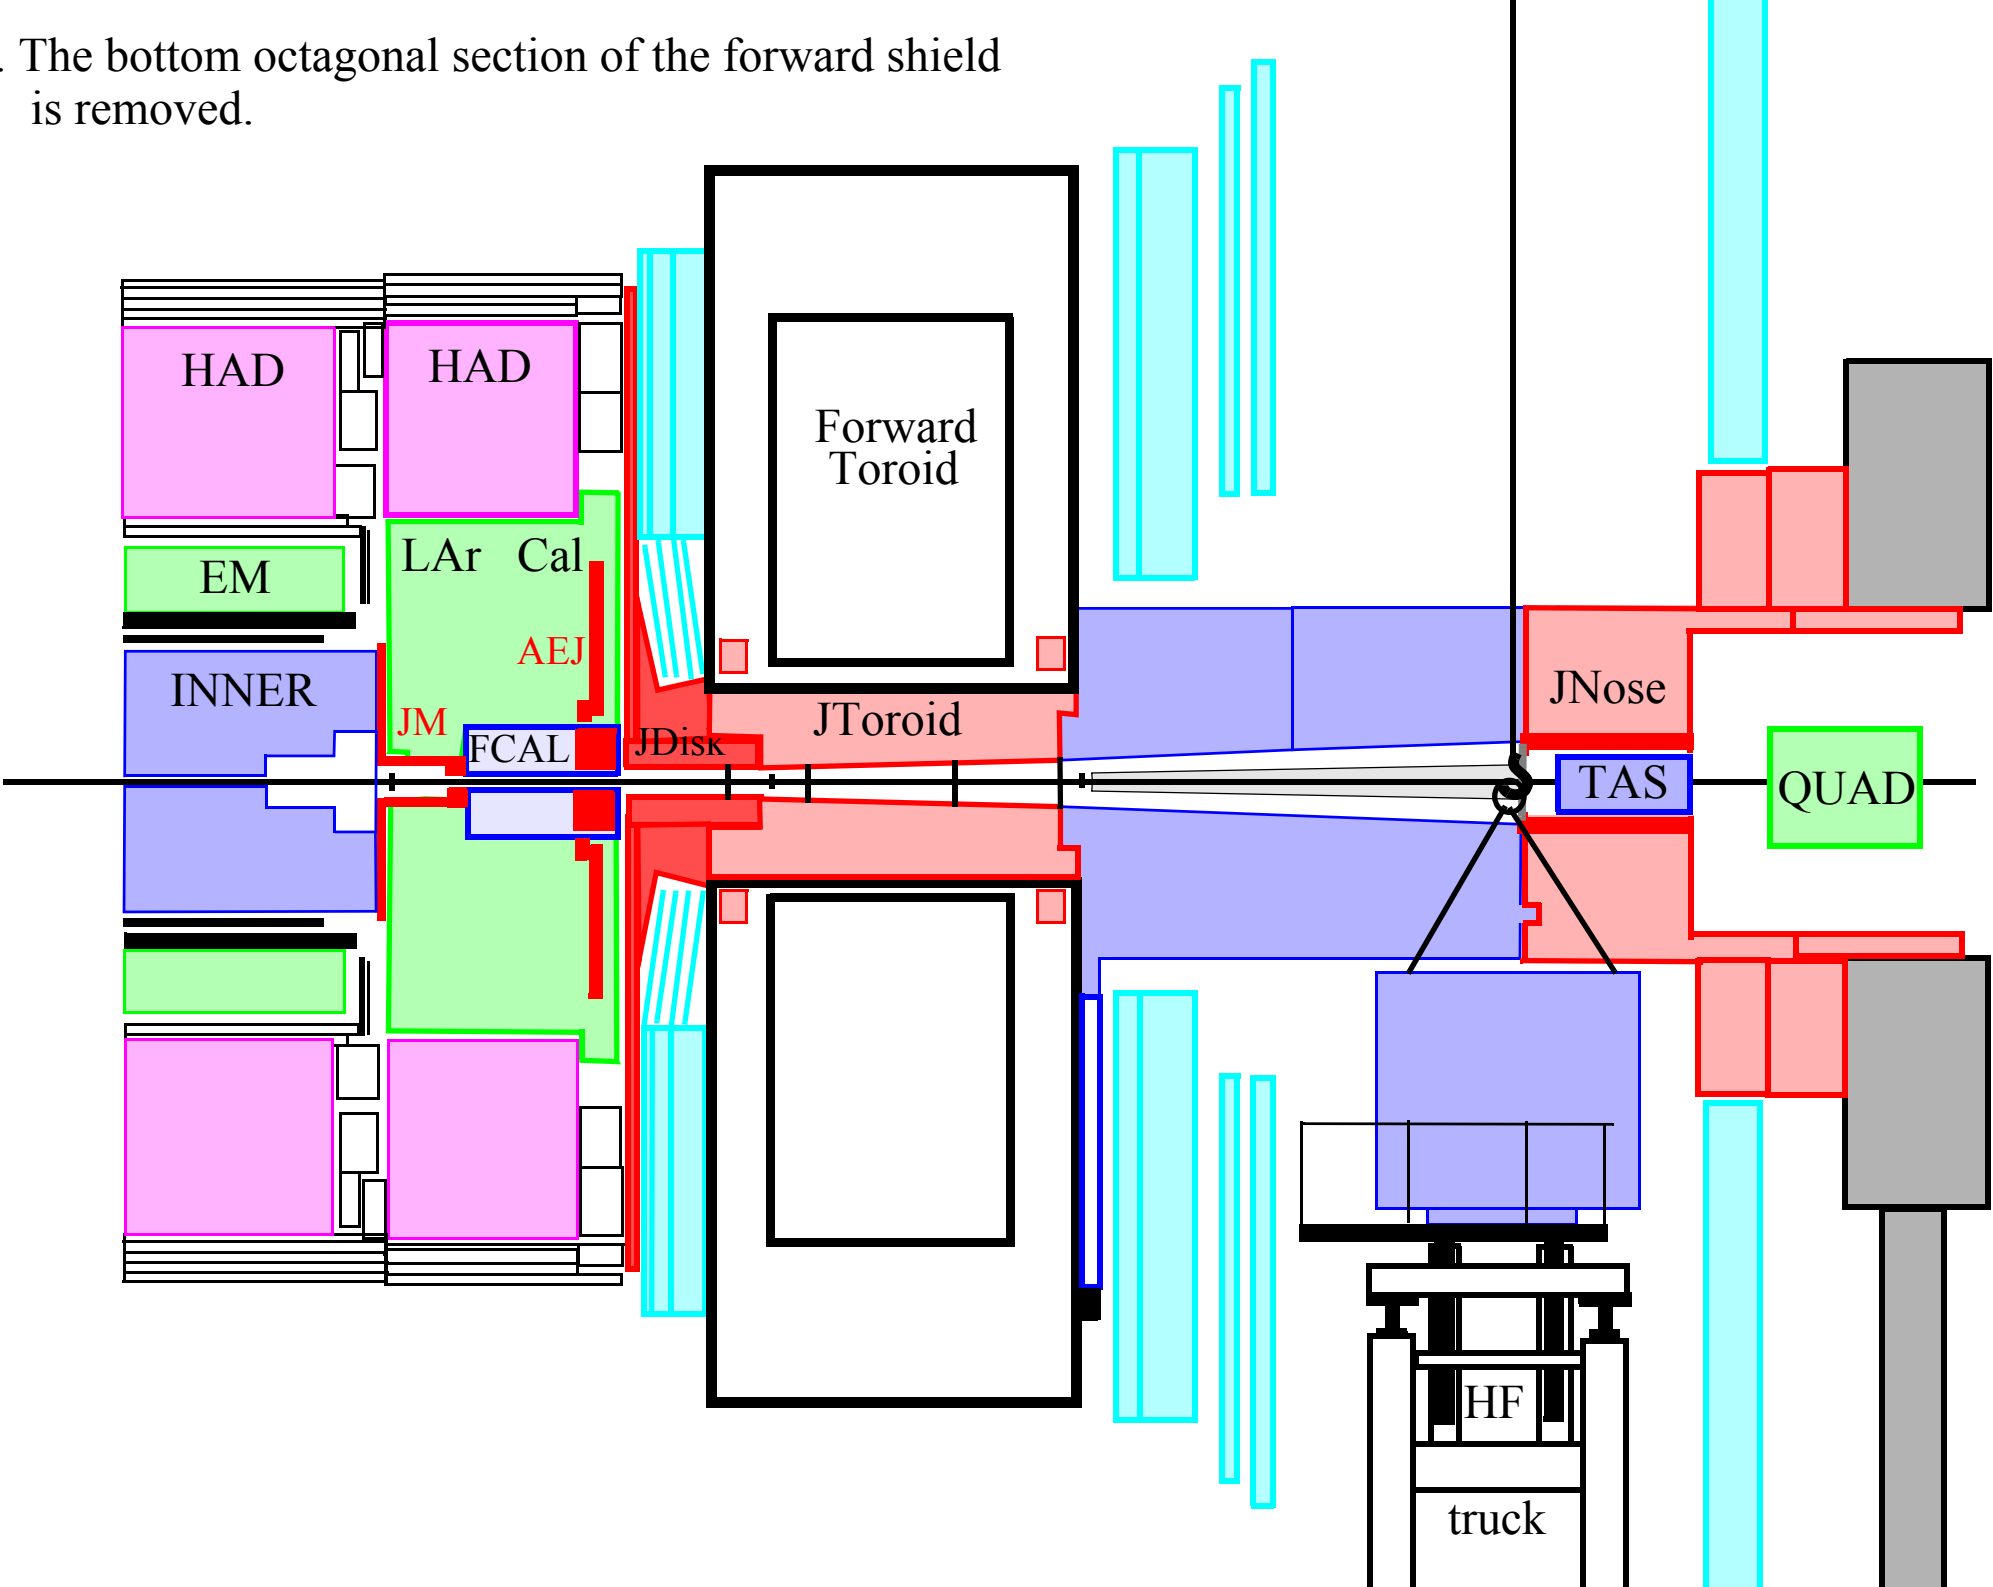 . The bottom octagonal section of the forward shield
is removed.
HAD
HAD
Forward
Toroid
LAr Cal
EM
AEJ
INNER
JNose
JM
JToroid
FCAL
JDisk
TAS
QUAD
HF
truck